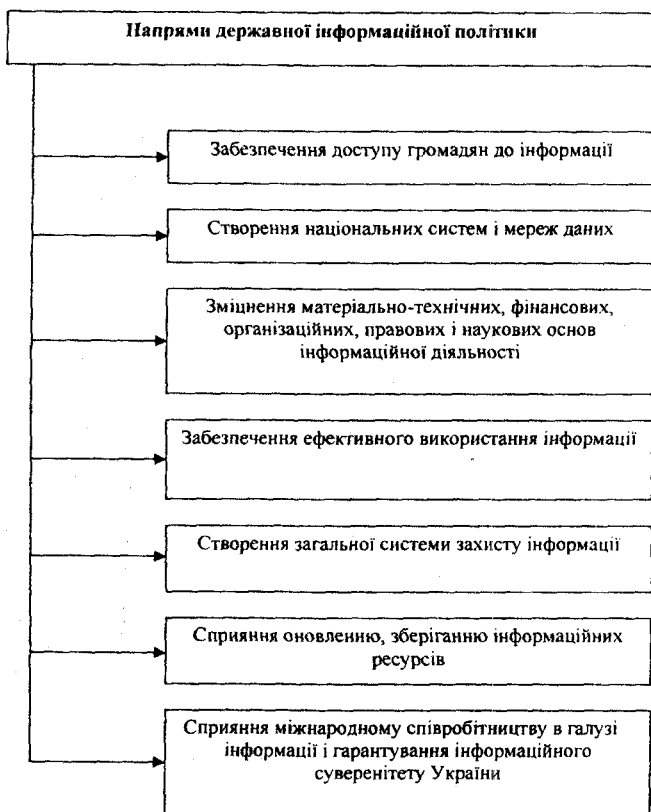 Напрями державної інформаційної політики
Забезпечення доступу громадян до інформації
Створення національних систем і мереж даних
Зміцнення матеріально-технічних, фінансових,
організаційних, правових і наукових основ
інформаційної діяльності
Забезпечення ефективного використання інформації
Створення загальної системи захисту інформації
Сприяння оновленню, зберіганню інформаційних
ресурсів
Сприяння міжнародному співробітництву в галузі
інформації і гарантування інформаційного
суверенітету України